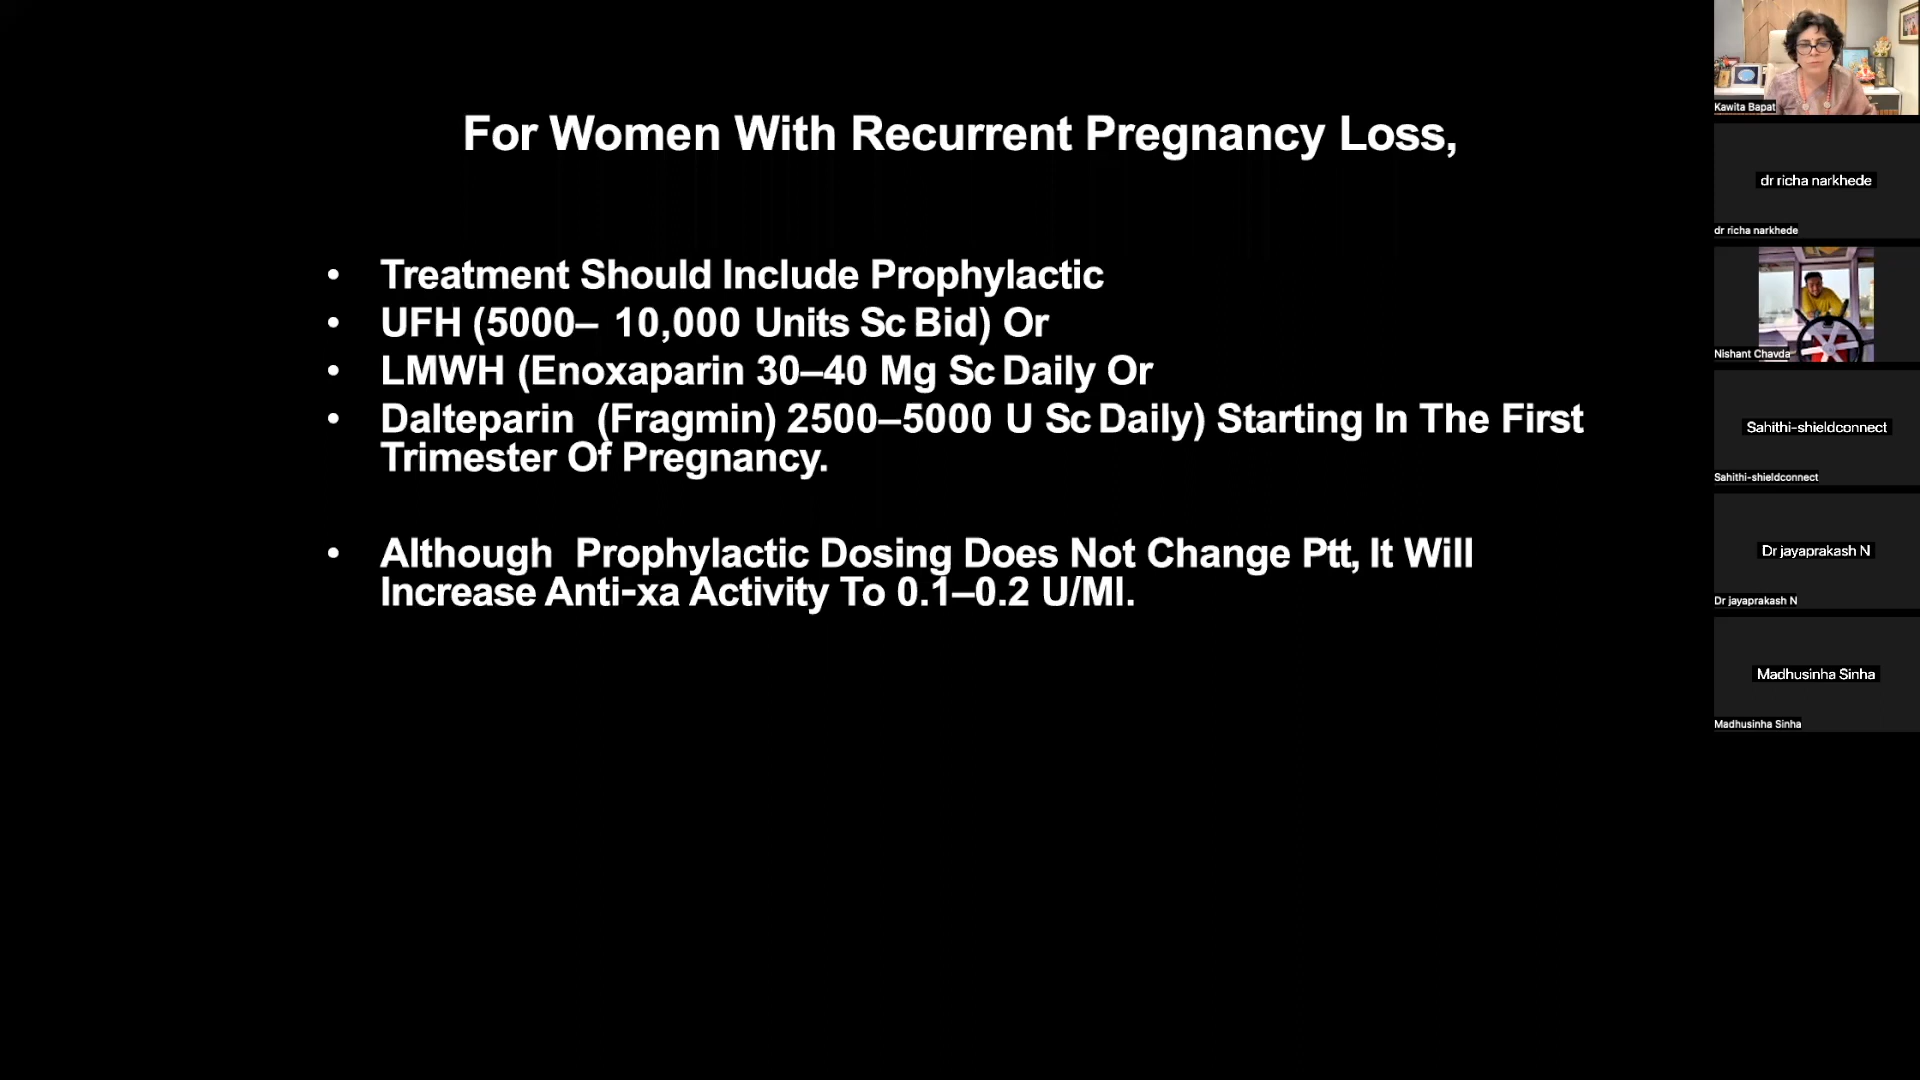 For Women With Recurrent Pregnancy Loss,
• Treatment Should Include Prophylactic
• UFH (5000– 10,000 Units Sc Bid) Or
• LMWH (Enoxaparin 30–40 Mg Sc Daily Or
• Dalteparin (Fragmin) 2500–5000 U Sc Daily) Starting In The First
Trimester Of Pregnancy.
• Although Prophylactic Dosing Does Not Change Ptt, It Will
Increase Anti-xa Activity To 0.1–0.2 U/Ml.
Kawita Bapat
dr richa narkhede
dr richa narkhede
Nishant Chavda
Sahithi-shieldconnect
Sahithi-shieldconnect
Dr jayaprakash N
Dr jayaprakash N
Madhusinha Sinha
Madhusinha Sinha